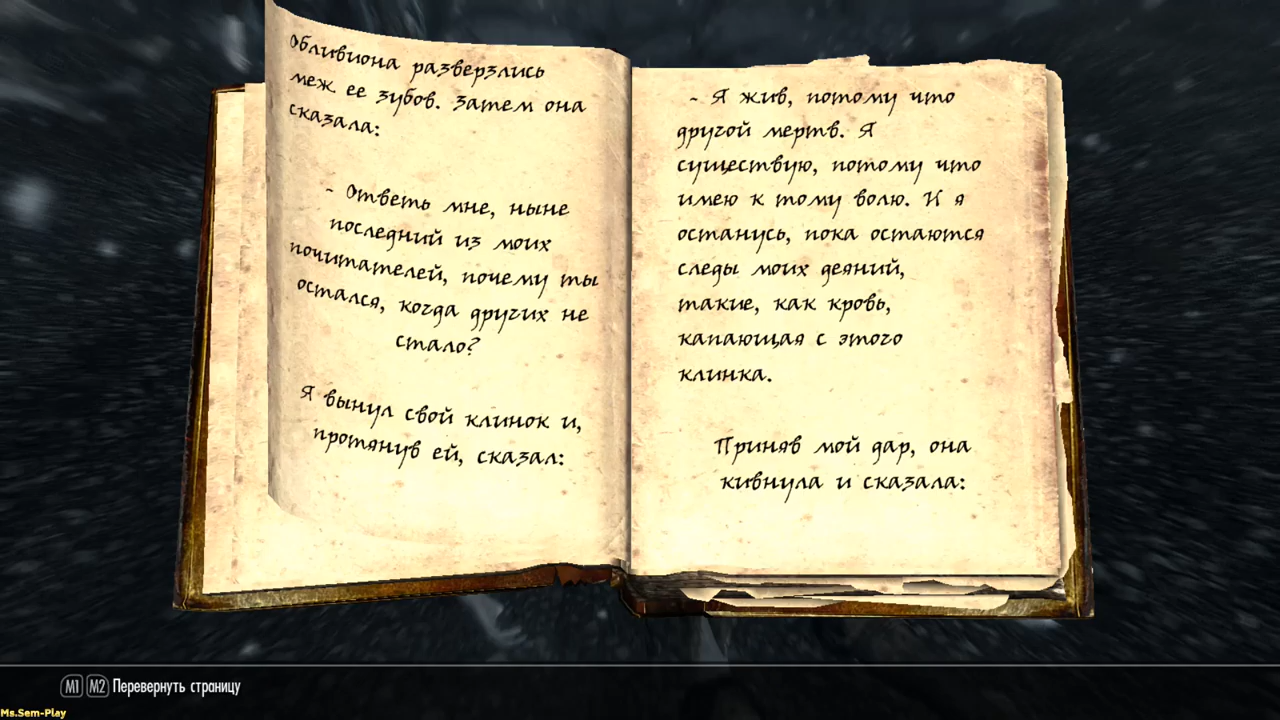 Обливиона разверзлись
меж ее зубов. Затем она
сказала:
- Ответь мне, ныне
последний из моих
почитателей, почему ты
остался, когда других не
стало?
Я вынул свой клинок и,
протянув ей, сказал:
- Я жив, потому что
другой мертв. Я
существую, потому что
имею к тому волю. И я
останусь, пока остаются
следы моих деяний,
такие, как кровь,
капающая с этого
клинка.
Приняв мой дар, она
кивнула и сказала:
M1 M2 Перевернуть страницу
Ms.Sem-Play